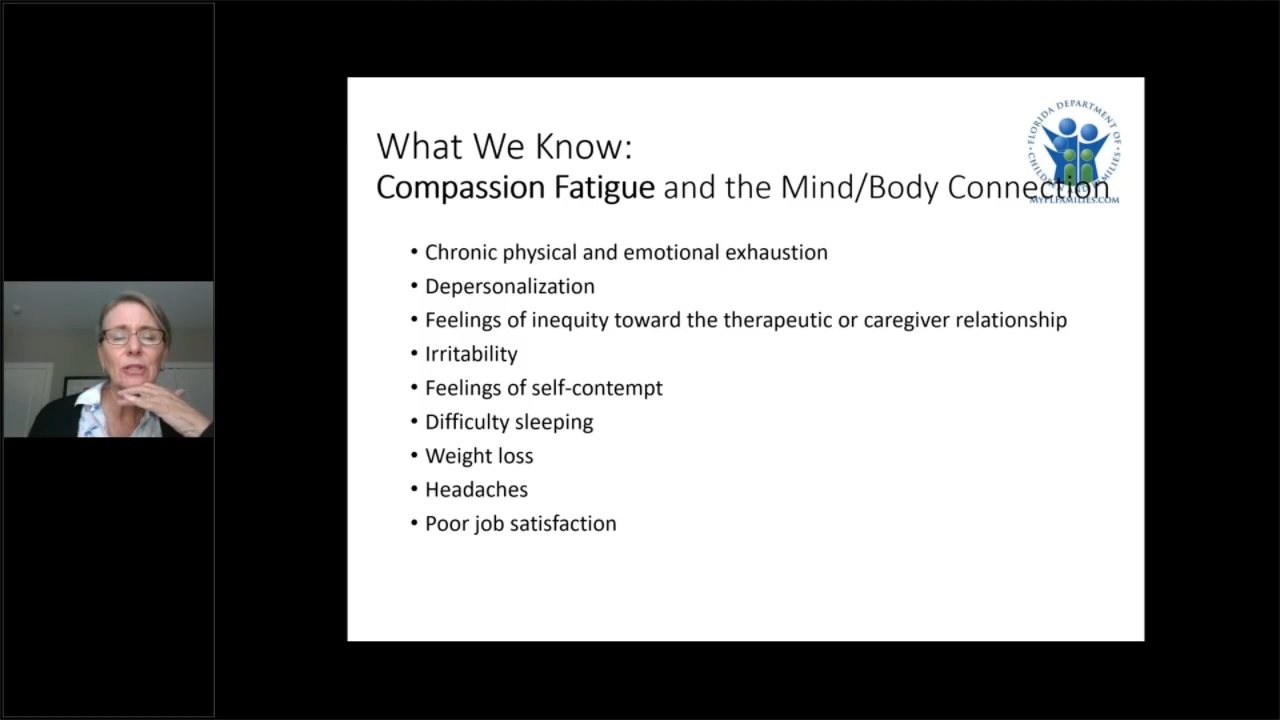 What We Know:
Compassion Fatigue and the Mind/Body Connection
FLORIDA DEPARTMENT OF
MYFLFAMILIES.COM
• Chronic physical and emotional exhaustion
• Depersonalization
• Feelings of inequity toward the therapeutic or caregiver relationship
• Irritability
• Feelings of self-contempt
• Difficulty sleeping
• Weight loss
• Headaches
• Poor job satisfaction